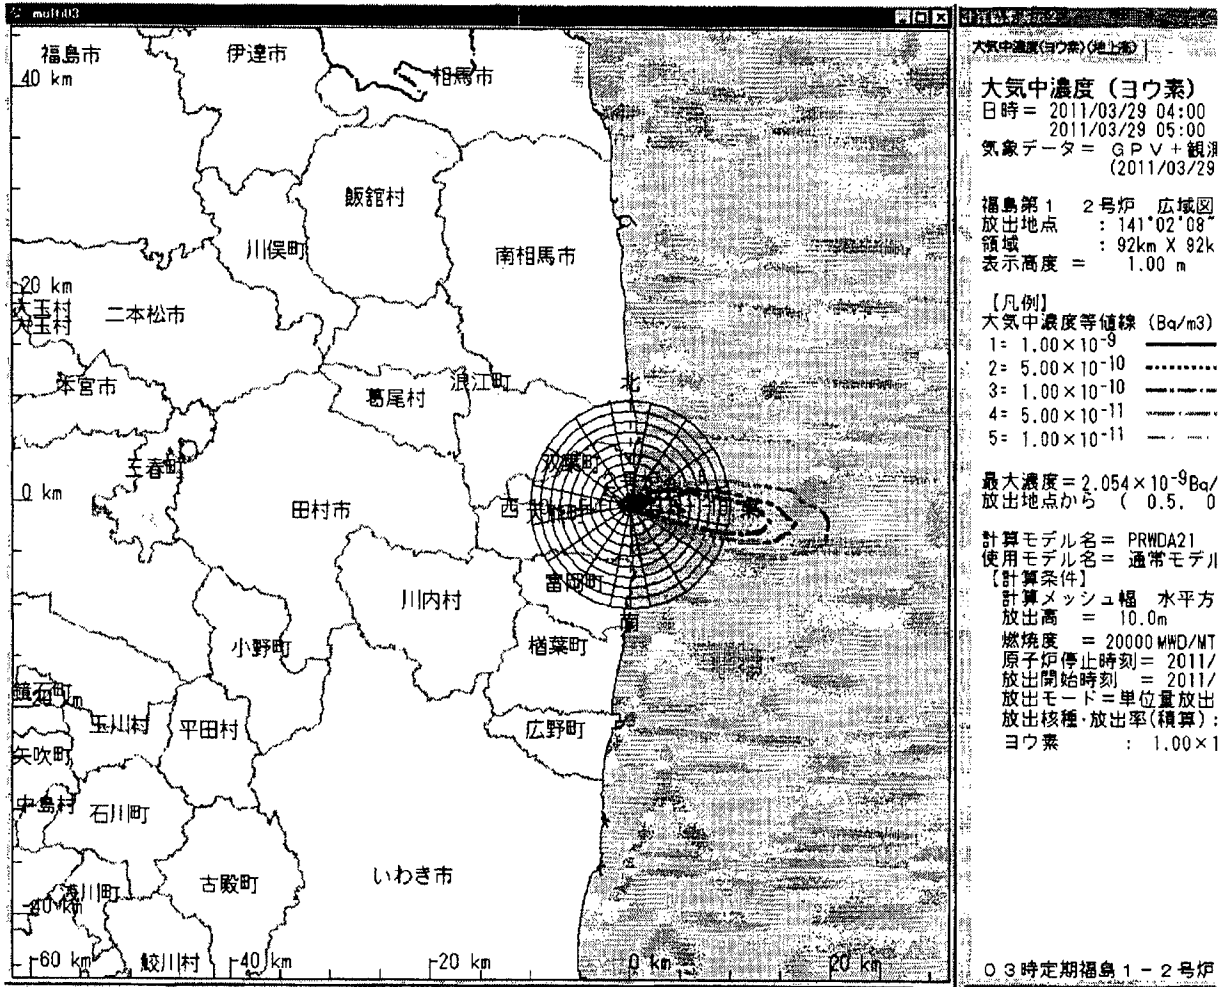 multi03
福島市
伊達市
相馬市
40 km
飯舘村
川俣町
南相馬市
20 km
大玉村
二本松市
本宮市
浪江町
葛尾村
北
双葉町
三春町
0 km
田村市
西
大熊町
東
富岡町
川内村
南
小野町
楢葉町
鏡石町
-20 km
玉川村
平田村
広野町
矢吹町
中島村
石川町
浅川町
古殿町
いわき市
-40 km
鮫川村
-60 km
-40 km
-20 km
0 km
20 km
大気中濃度(ヨウ素)(地上高)
大気中濃度 (ヨウ素)
日時= 2011/03/29 04:00
2011/03/29 05:00
気象データ= GPV+観測
(2011/03/29
福島第1 2号炉 広域図
放出地点 : 141°02'08"
領域 : 92km X 92k
表示高度 = 1.00 m
【凡例】
大気中濃度等値線 (Bq/m3)
1= 1.00×10-9
2= 5.00×10-10
3= 1.00×10-10
4= 5.00×10-11
5= 1.00×10-11
最大濃度=2.054×10-9Bq/
放出地点から ( 0.5, 0
計算モデル名= PRWDA21
使用モデル名= 通常モデル
【計算条件】
計算メッシュ幅 水平方
放出高 = 10.0m
燃焼度 = 20000MWD/MT
原子炉停止時刻= 2011/
放出開始時刻 = 2011/
放出モード=単位量放出
放出核種・放出率(積算):
ヨウ素 : 1.00×1
03時定期福島1-2号炉